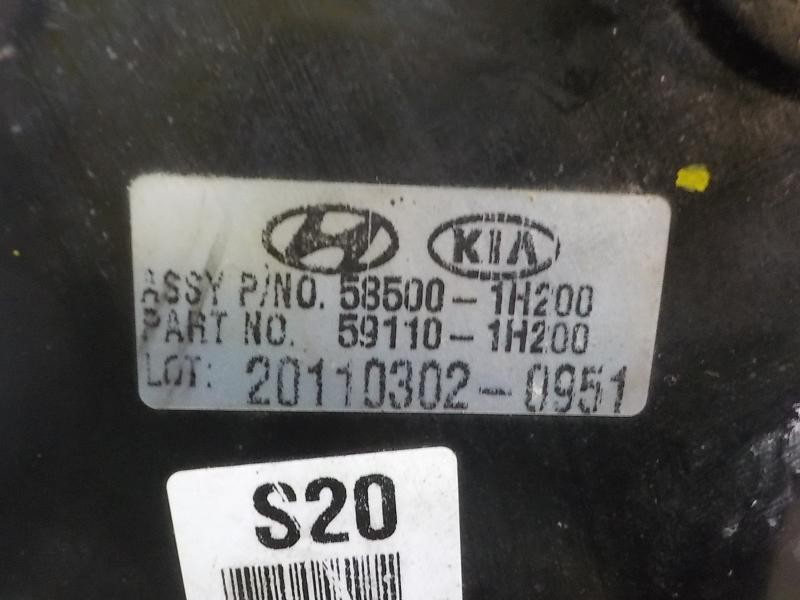 KIA
ASSY P/NO. 58500-1H200
PART NO. 59110-1H200
LOT: 20110302-0951
S20